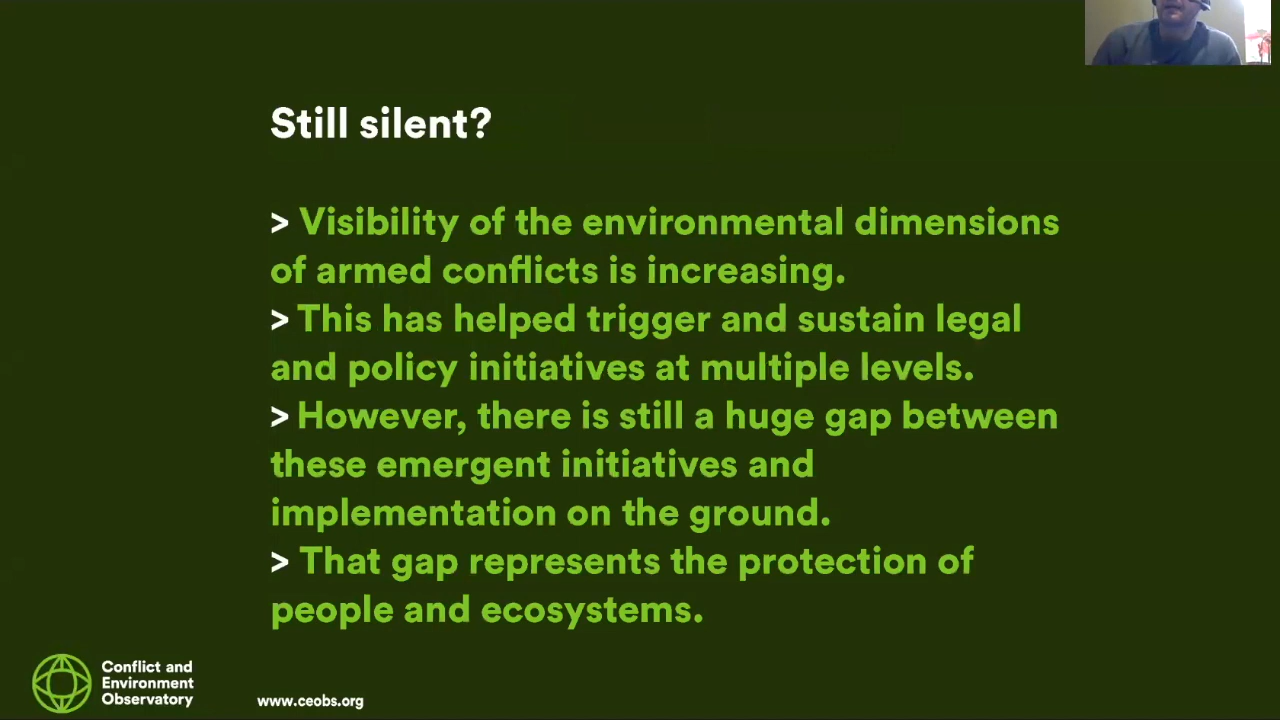 Still silent?
> Visibility of the environmental dimensions
of armed conflicts is increasing.
> This has helped trigger and sustain legal
and policy initiatives at multiple levels.
> However, there is still a huge gap between
these emergent initiatives and
implementation on the ground.
> That gap represents the protection of
people and ecosystems.
Conflict and
Environment
Observatory
www.ceobs.org